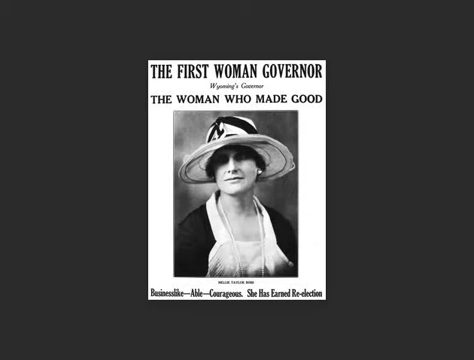 THE FIRST WOMAN GOVERNOR
Wyoming's Governor
THE WOMAN WHO MADE GOOD
NELLIE TAYLOE ROSS
Businesslike—Able—Courageous. She Has Earned Re-election